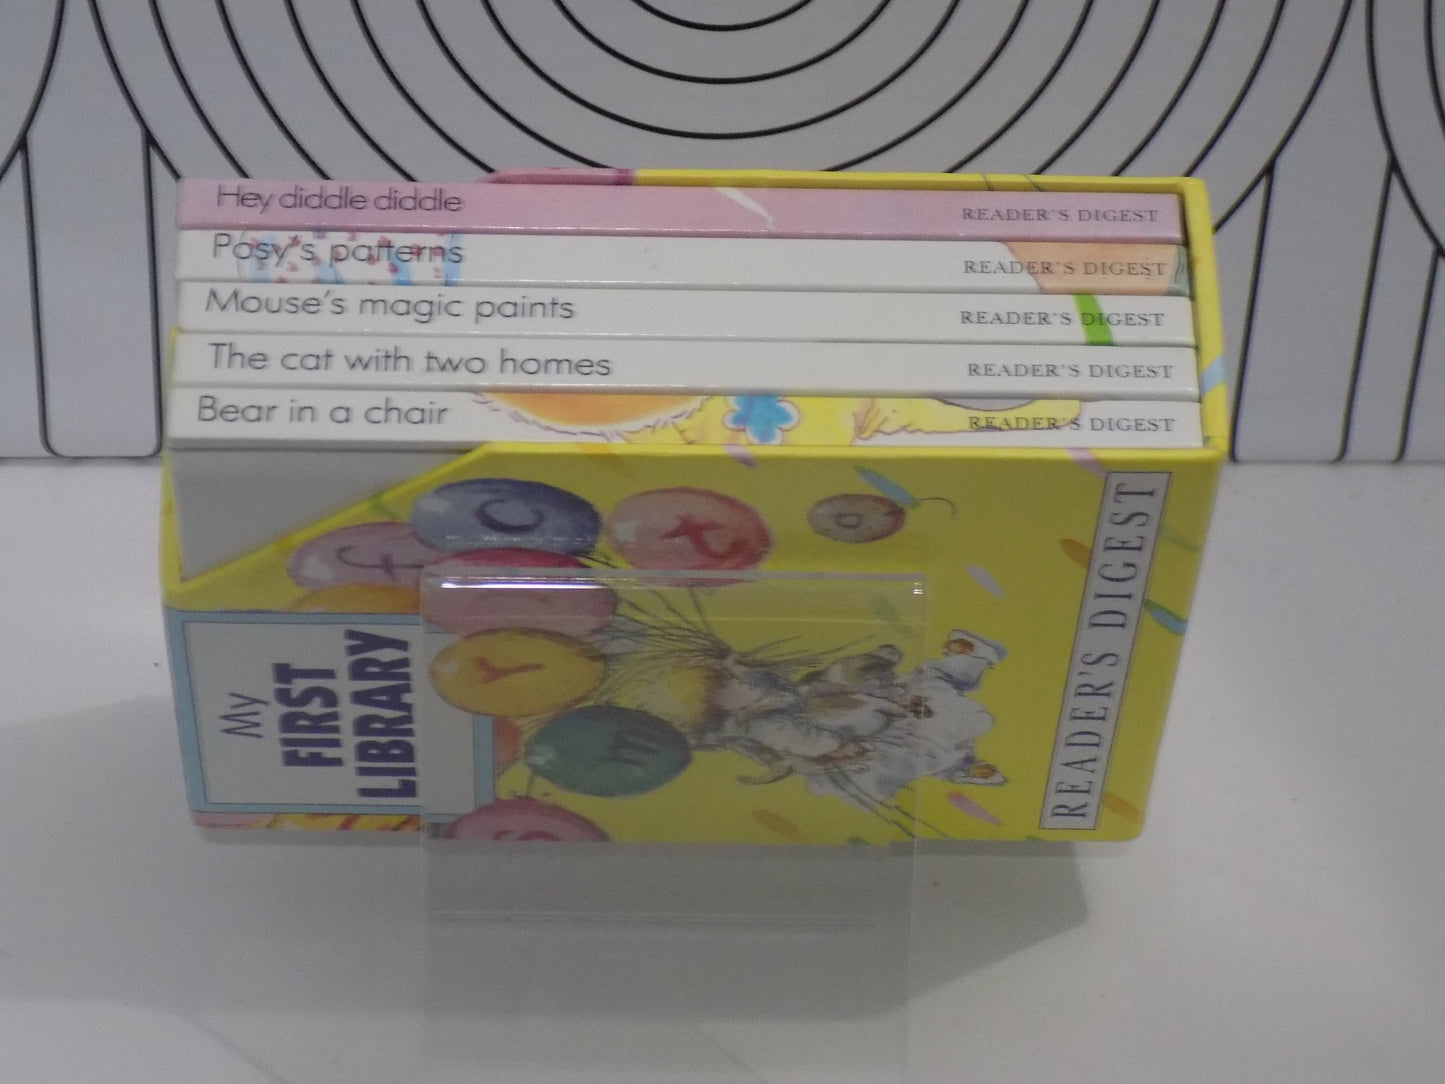 Hey diddle diddle READER'S DIGEST
Posy's patterns READER'S DIGEST
Mouse's magic paints READER'S DIGEST
The cat with two homes READER'S DIGEST
Bear in a chair READER'S DIGEST
My
FIRST
LIBRARY
f
c
t
a
r
m
s
READER'S DIGEST